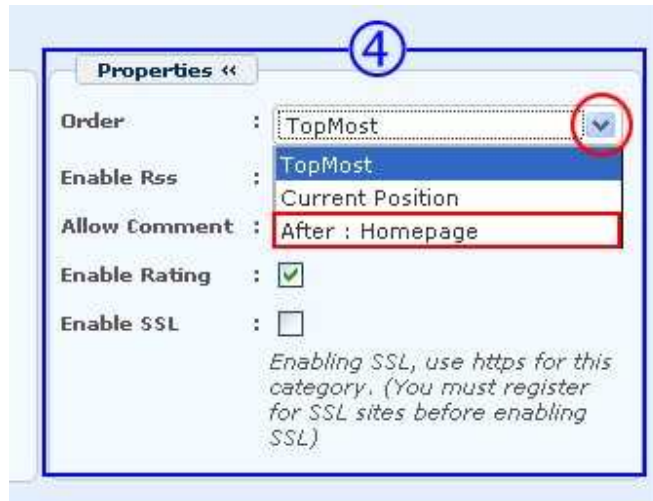 4
Properties «
Order : TopMost
TopMost
Enable Rss :
Current Position
Allow Comment : After : Homepage
Enable Rating :
Enable SSL :
Enabling SSL, use https for this
category. (You must register
for SSL sites before enabling
SSL)